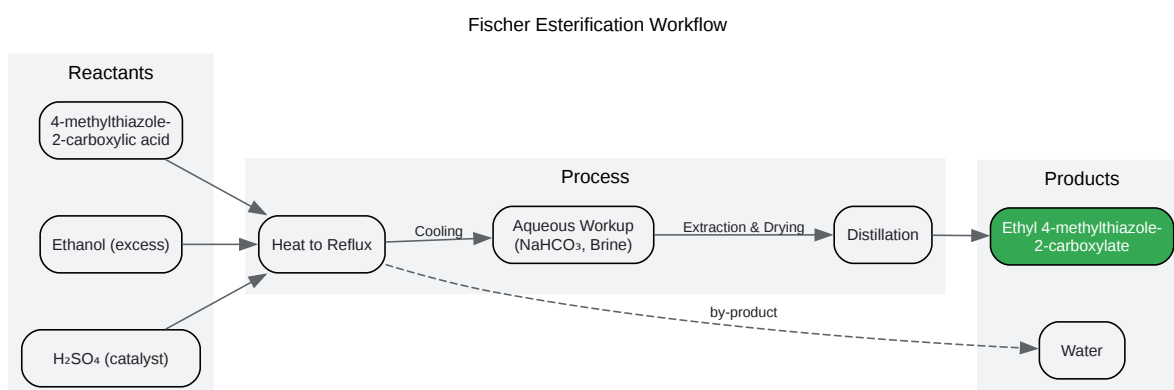 Fischer Esterification Workflow
Reactants
4-methylthiazole-
2-carboxylic acid
Ethanol (excess)
H₂SO₄ (catalyst)
Process
Heat to Reflux
Cooling
Aqueous Workup
(NaHCO₃, Brine)
Extraction & Drying
Distillation
by-product
Products
Ethyl 4-methylthiazole-
2-carboxylate
Water